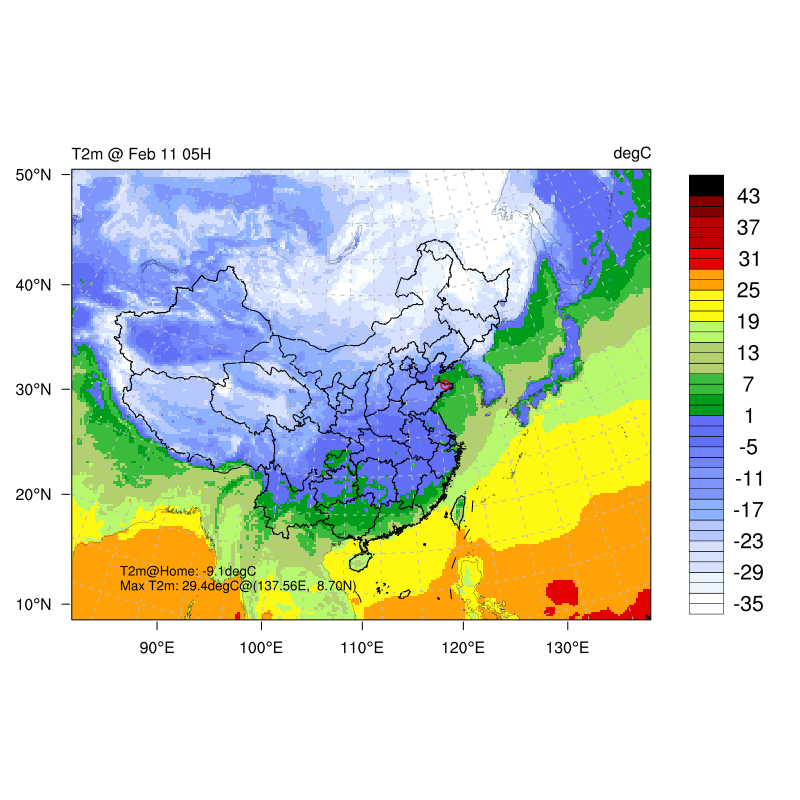 T2m @ Feb 11 05H degC
50°N
40°N
30°N
20°N
10°N
90°E 100°E 110°E 120°E 130°E
T2m@Home: -9.1degC
Max T2m: 29.4degC@(137.56E, 8.70N)
43
37
31
25
19
13
7
1
-5
-11
-17
-23
-29
-35